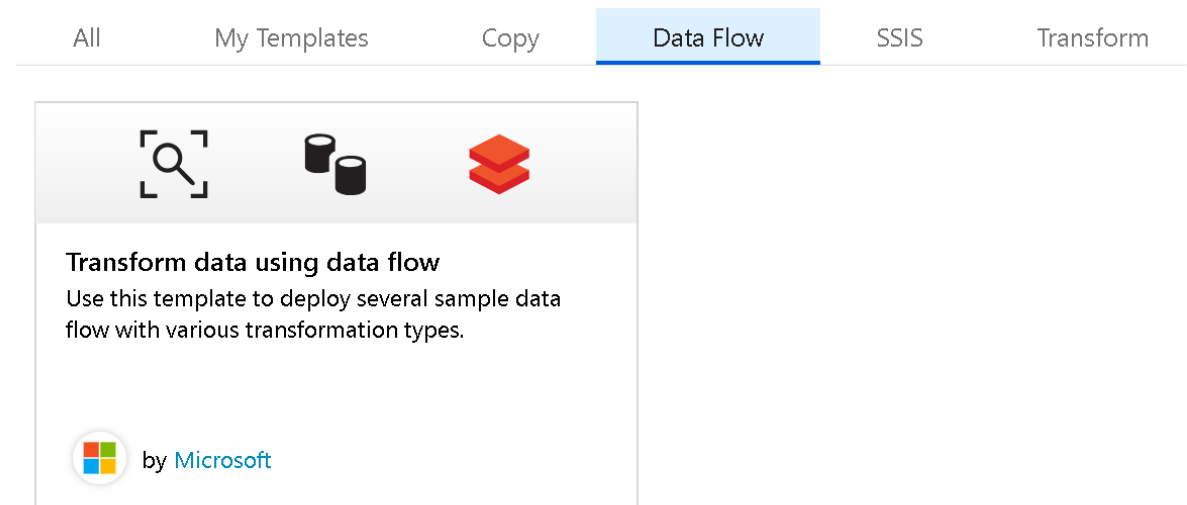 All My Templates Copy Data Flow SSIS Transform
Transform data using data flow
Use this template to deploy several sample data
flow with various transformation types.
by Microsoft